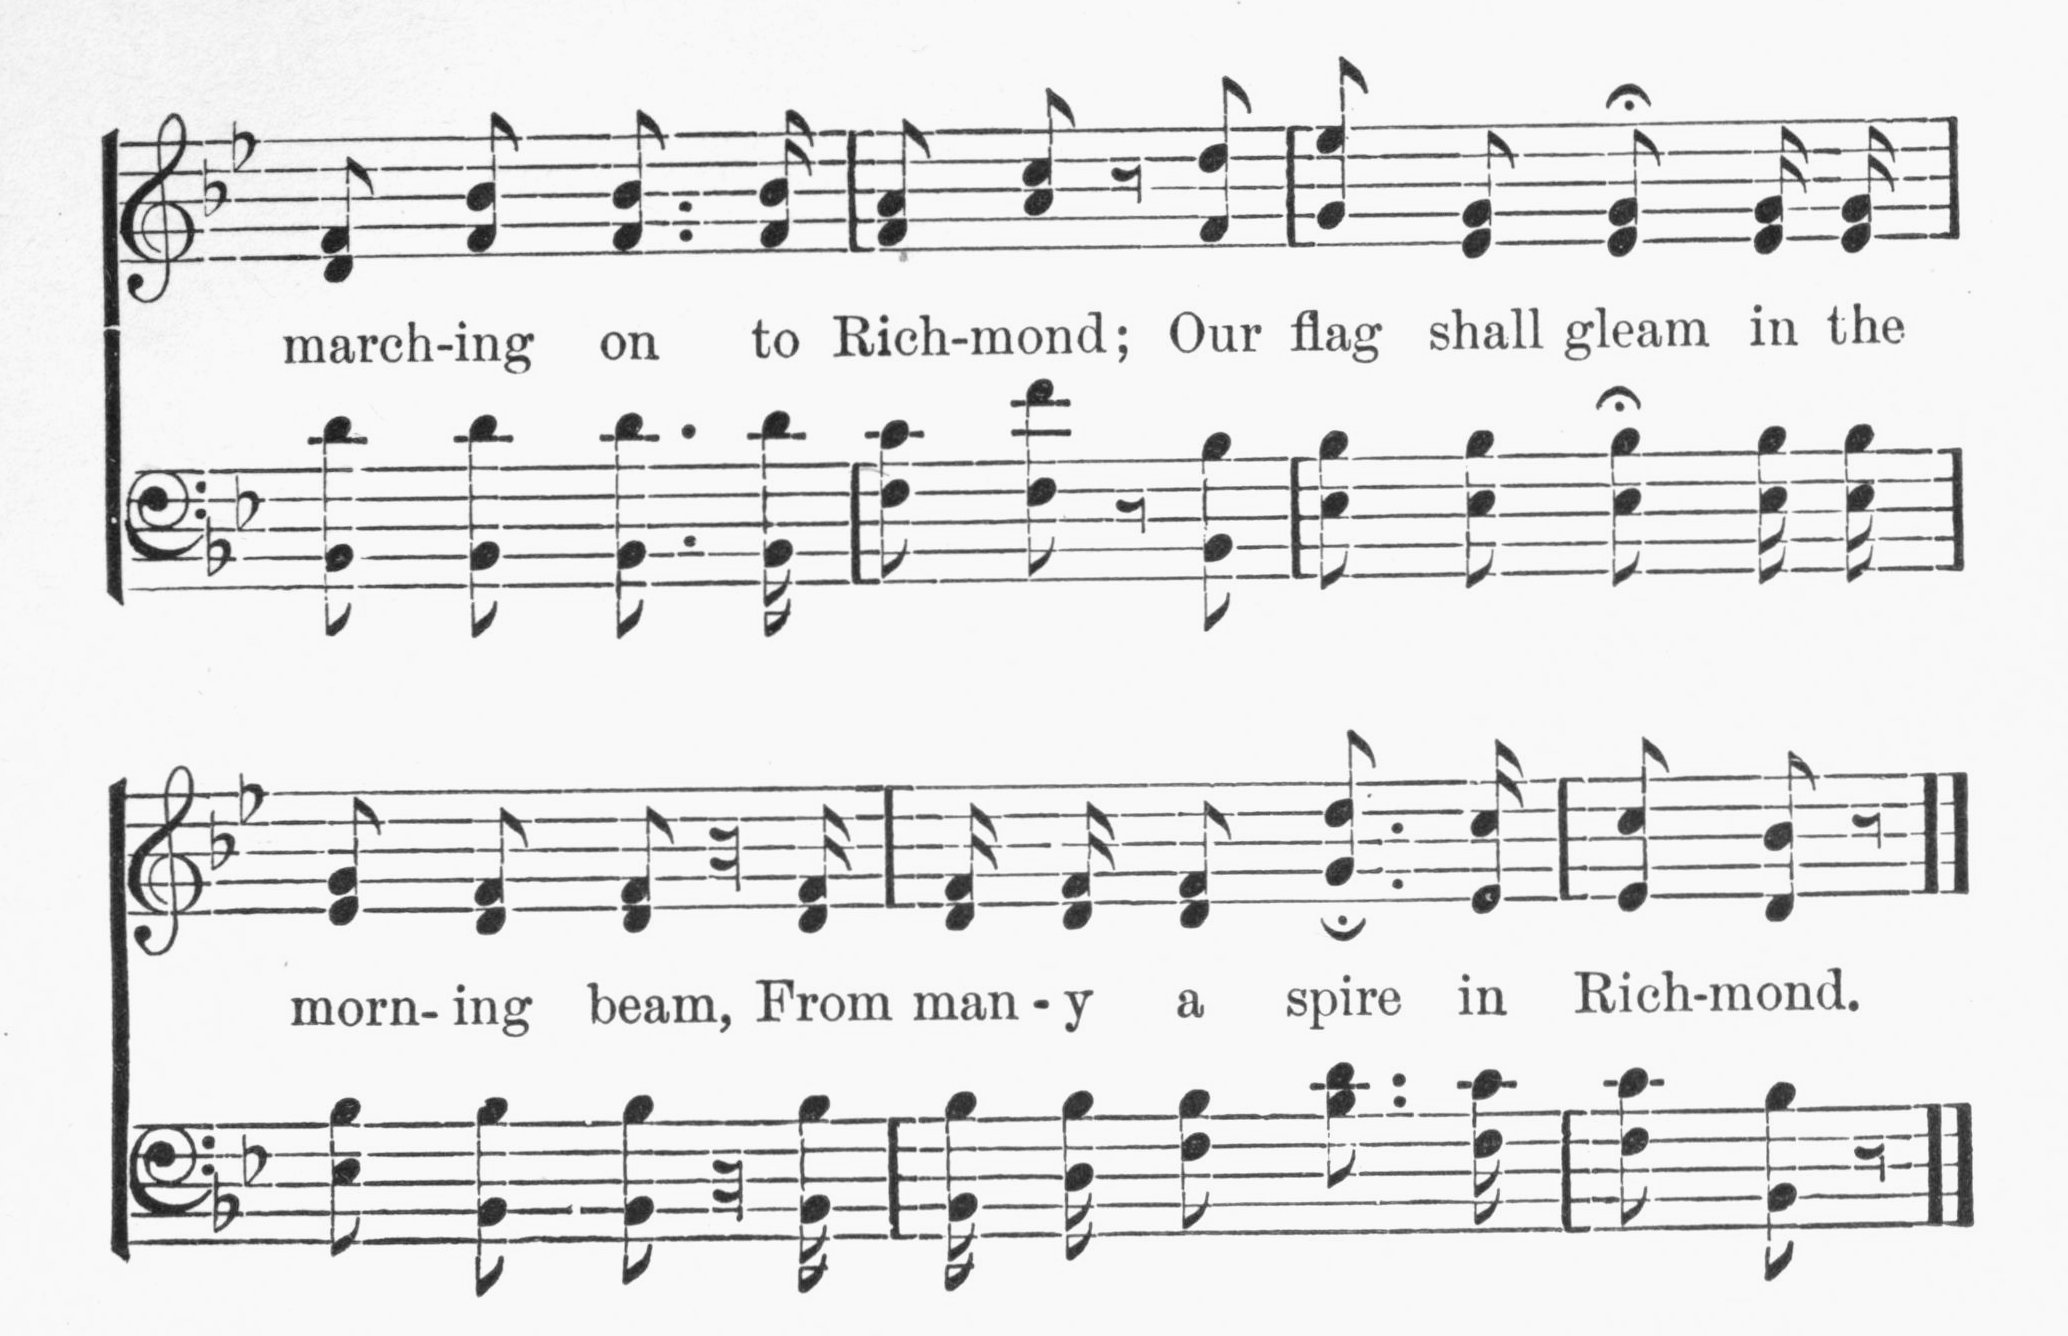 march-ing on to Rich-mond; Our flag shall gleam in the
morn- ing beam, From man - y a spire in Rich-mond.